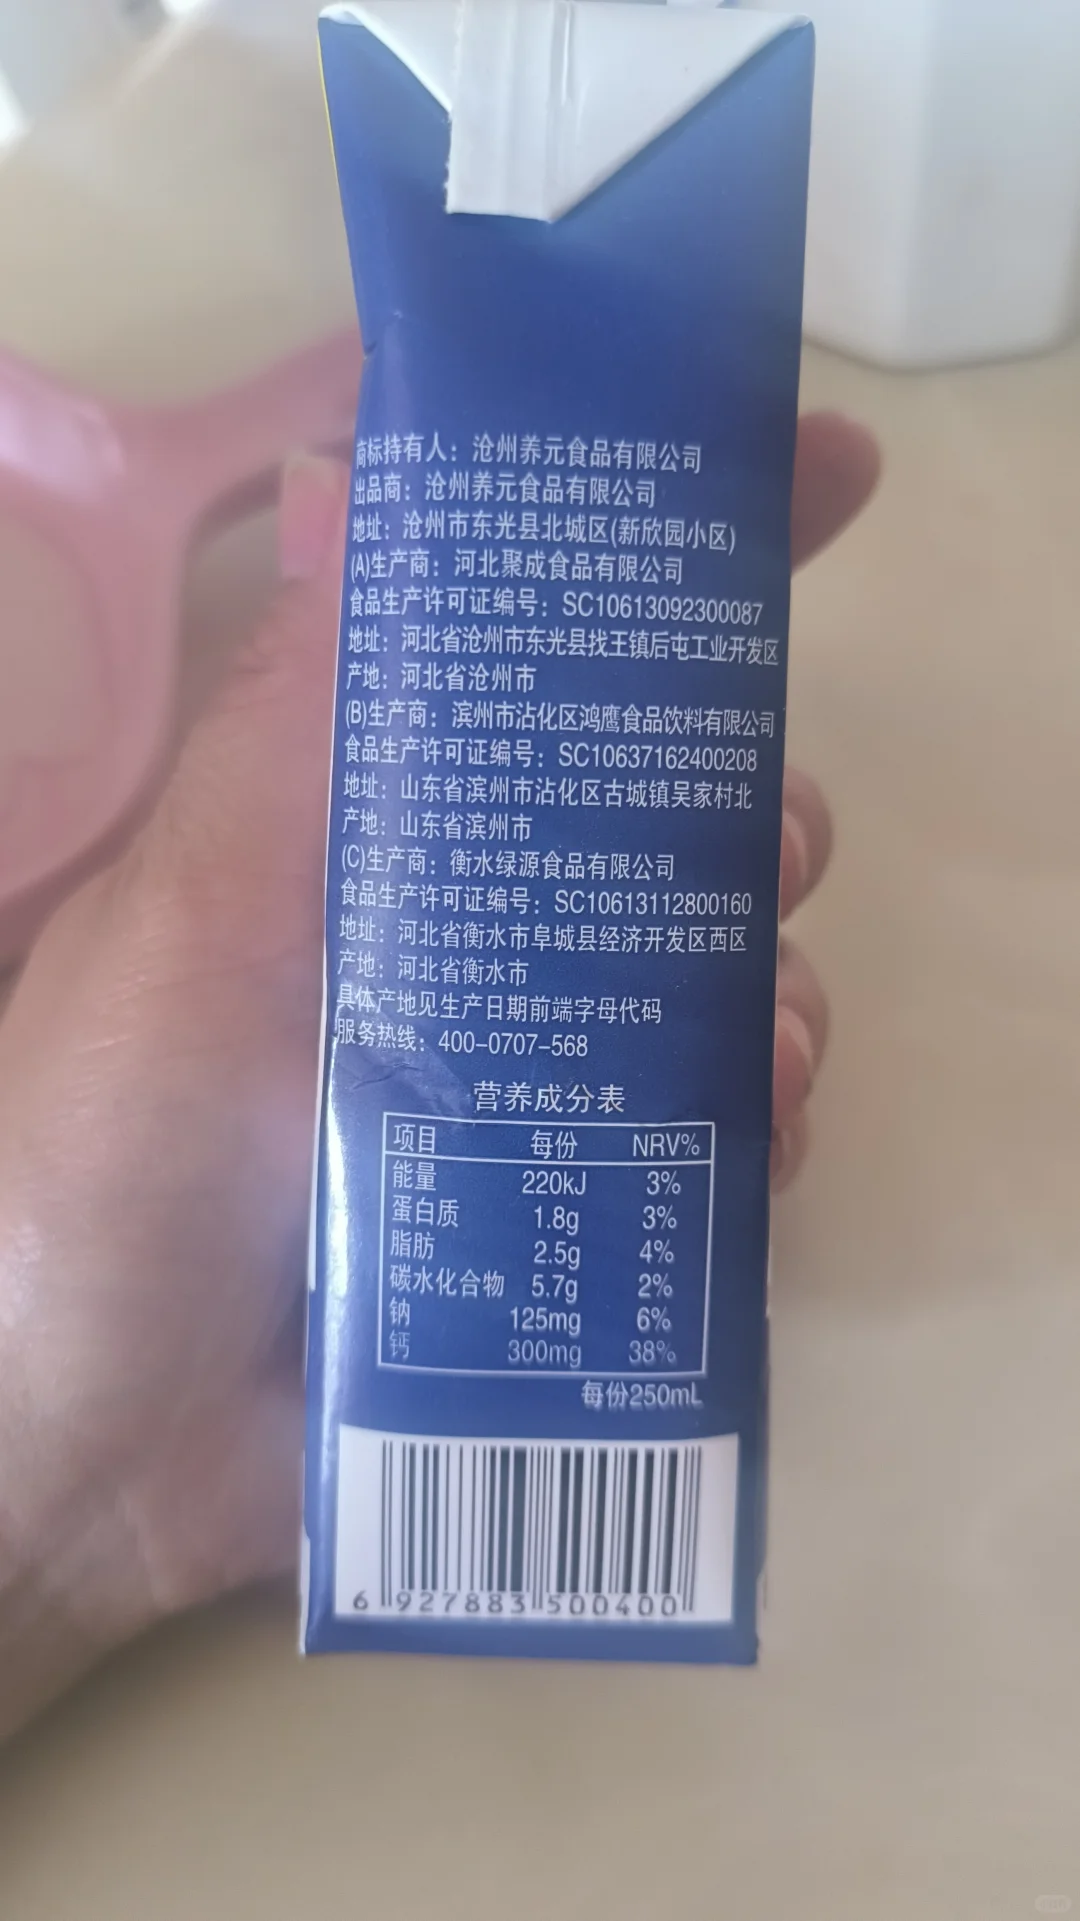 商标持有人：沧州养元食品有限公司
出品商：沧州养元食品有限公司
地址：沧州市东光县北城区(新欣园小区)
(A)生产商：河北聚成食品有限公司
食品生产许可证编号：SC10613092300087
地址：河北省沧州市东光县找王镇后屯工业开发区
产地：河北省沧州市
(B)生产商：滨州市沾化区鸿鹰食品饮料有限公司
食品生产许可证编号：SC10637162400208
地址：山东省滨州市沾化区古城镇吴家村北
产地：山东省滨州市
(C)生产商：衡水绿源食品有限公司
食品生产许可证编号：SC10613112800160
地址：河北省衡水市阜城县经济开发区西区
产地：河北省衡水市
具体产地见生产日期前端字母代码
服务热线：400-0707-568
营养成分表
项目 每份 NRV%
能量 220kJ 3%
蛋白质 1.8g 3%
脂肪 2.5g 4%
碳水化合物 5.7g 2%
钠 125mg 6%
钙 300mg 38%
每份250mL
6 927883 500400